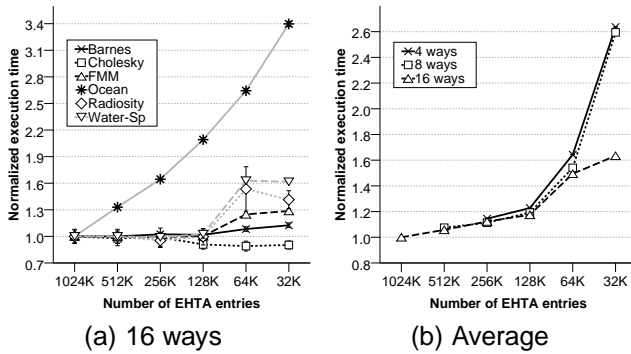 Normalized execution time
3.4
3.1
2.8
2.5
2.2
1.9
1.6
1.3
1.0
0.7
Barnes
Cholesky
FMM
Ocean
Radiosity
Water-Sp
1024K 512K 256K 128K 64K 32K
Number of EHTA entries
(a) 16 ways
Normalized execution time
2.6
2.4
2.2
2.0
1.8
1.6
1.4
1.2
1.0
0.8
4 ways
8 ways
16 ways
1024K 512K 256K 128K 64K 32K
Number of EHTA entries
(b) Average